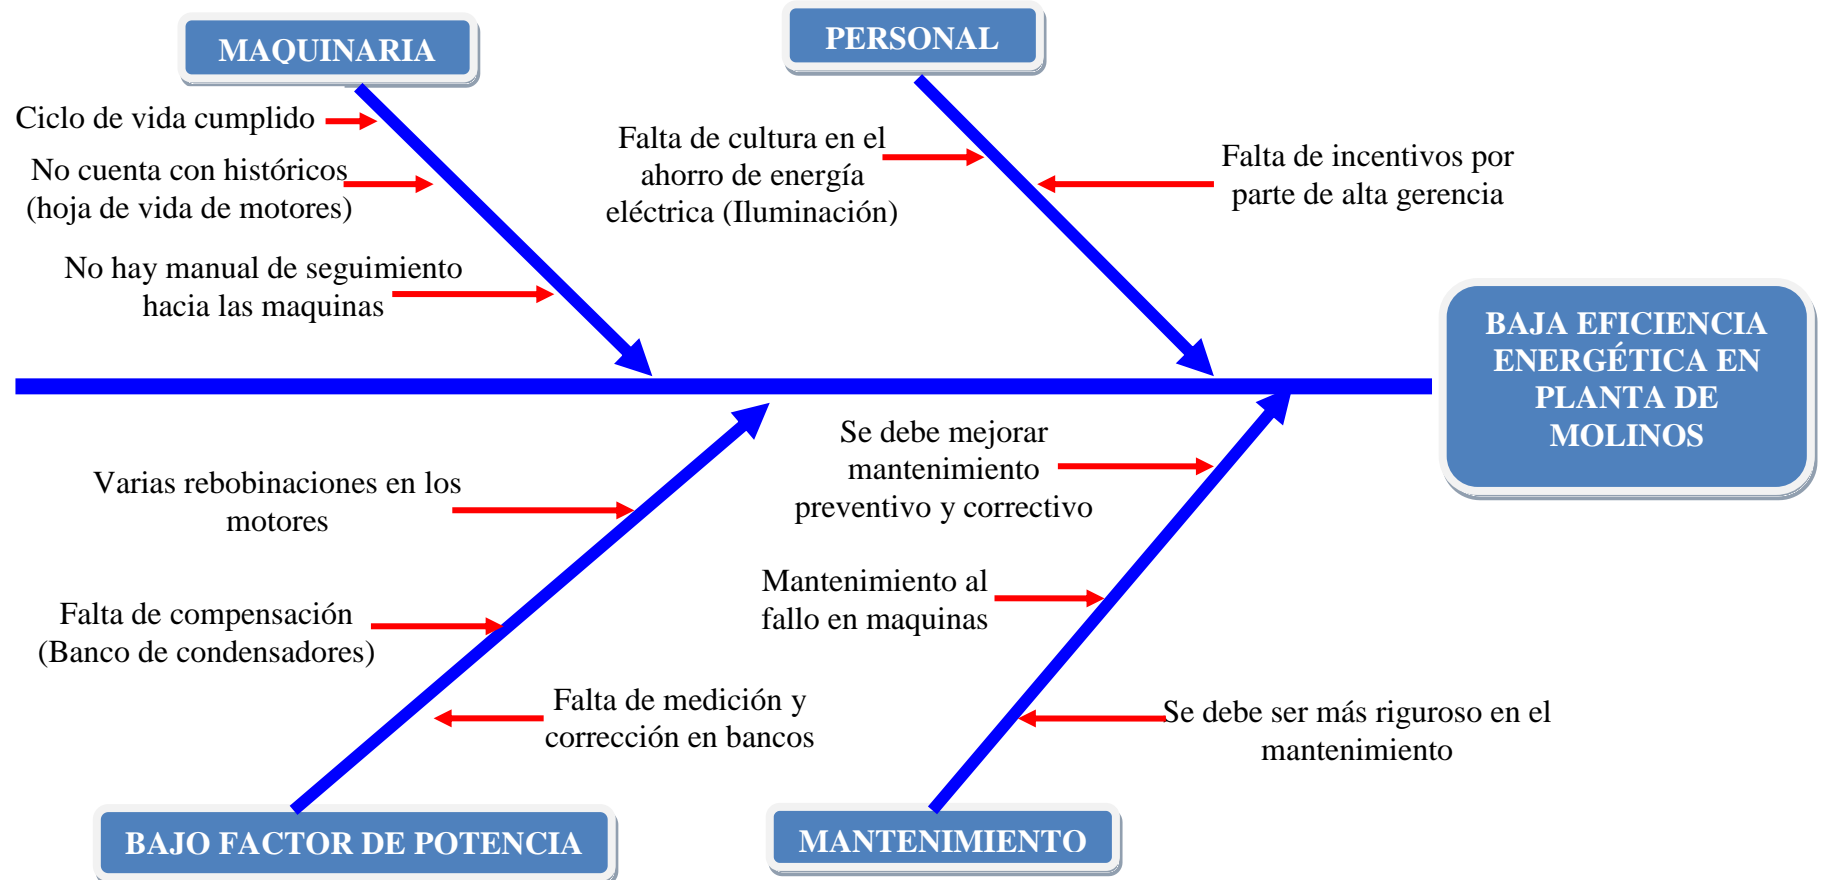 MAQUINARIA
PERSONAL
Ciclo de vida cumplido
No cuenta con históricos
(hoja de vida de motores)
No hay manual de seguimiento
hacia las maquinas
Falta de cultura en el
ahorro de energía
eléctrica (Iluminación)
Falta de incentivos por
parte de alta gerencia
BAJA EFICIENCIA
ENERGÉTICA EN
PLANTA DE
MOLINOS
Varias rebobinaciones en los
motores
Falta de compensación
(Banco de condensadores)
Falta de medición y
corrección en bancos
Se debe mejorar
mantenimiento
preventivo y correctivo
Mantenimiento al
fallo en maquinas
Se debe ser más riguroso en el
mantenimiento
BAJO FACTOR DE POTENCIA
MANTENIMIENTO